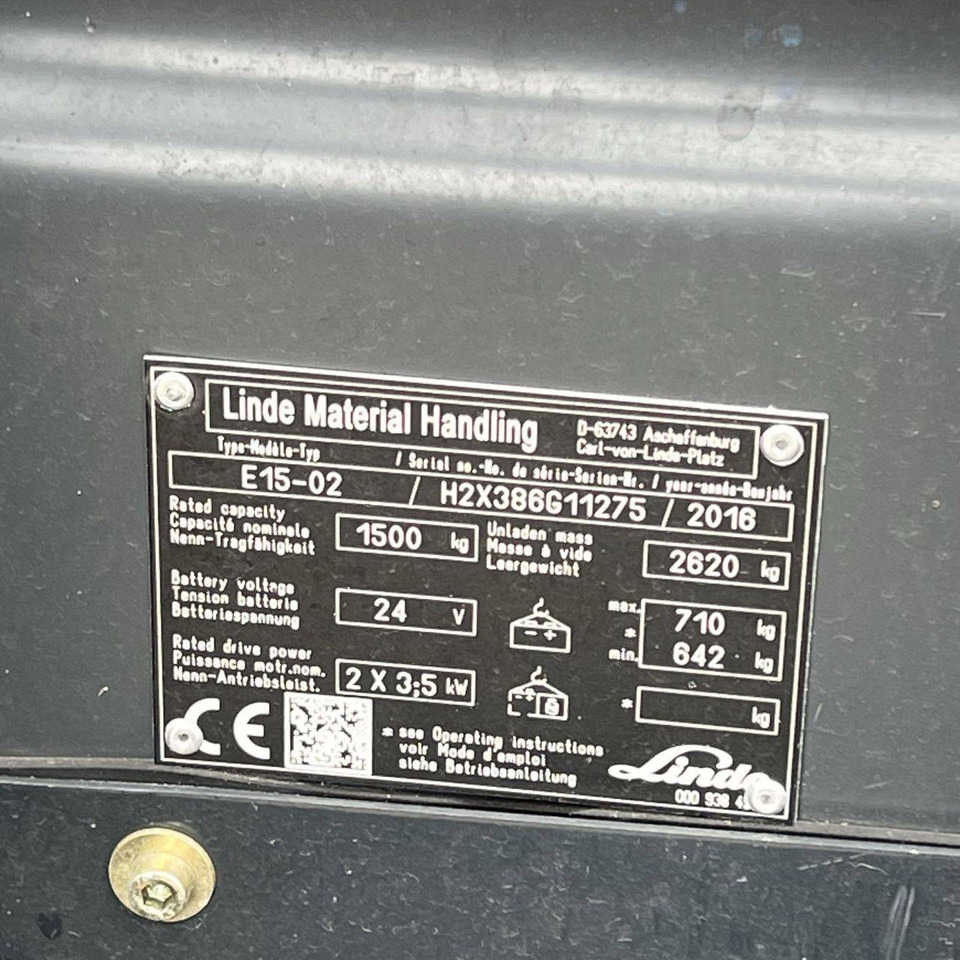 Linde Material Handling
D-63743 Aschaffenburg
Carl-von-Linde-Platz
Type-Modèle-Typ / Serial no.-No. de série-Serien-Nr. / year-année-Baujahr
E15-02 / H2X386G11275 / 2016
Rated capacity
Capacité nominale
Nenn-Tragfähigkeit
1500 kg
Unladen mass
Masse à vide
Leergewicht
2620 kg
Battery voltage
Tension batterie
Batteriespannung
24 V
- +
max. 710 kg
*
min. 642 kg
Rated drive power
Puissance motr.nom.
Nenn-Antriebsleist.
2 X 3;5 kW
* kg
CE
* see Operating instructions
voir Mode d'emploi
siehe Betriebsanleitung
Linde
000 938